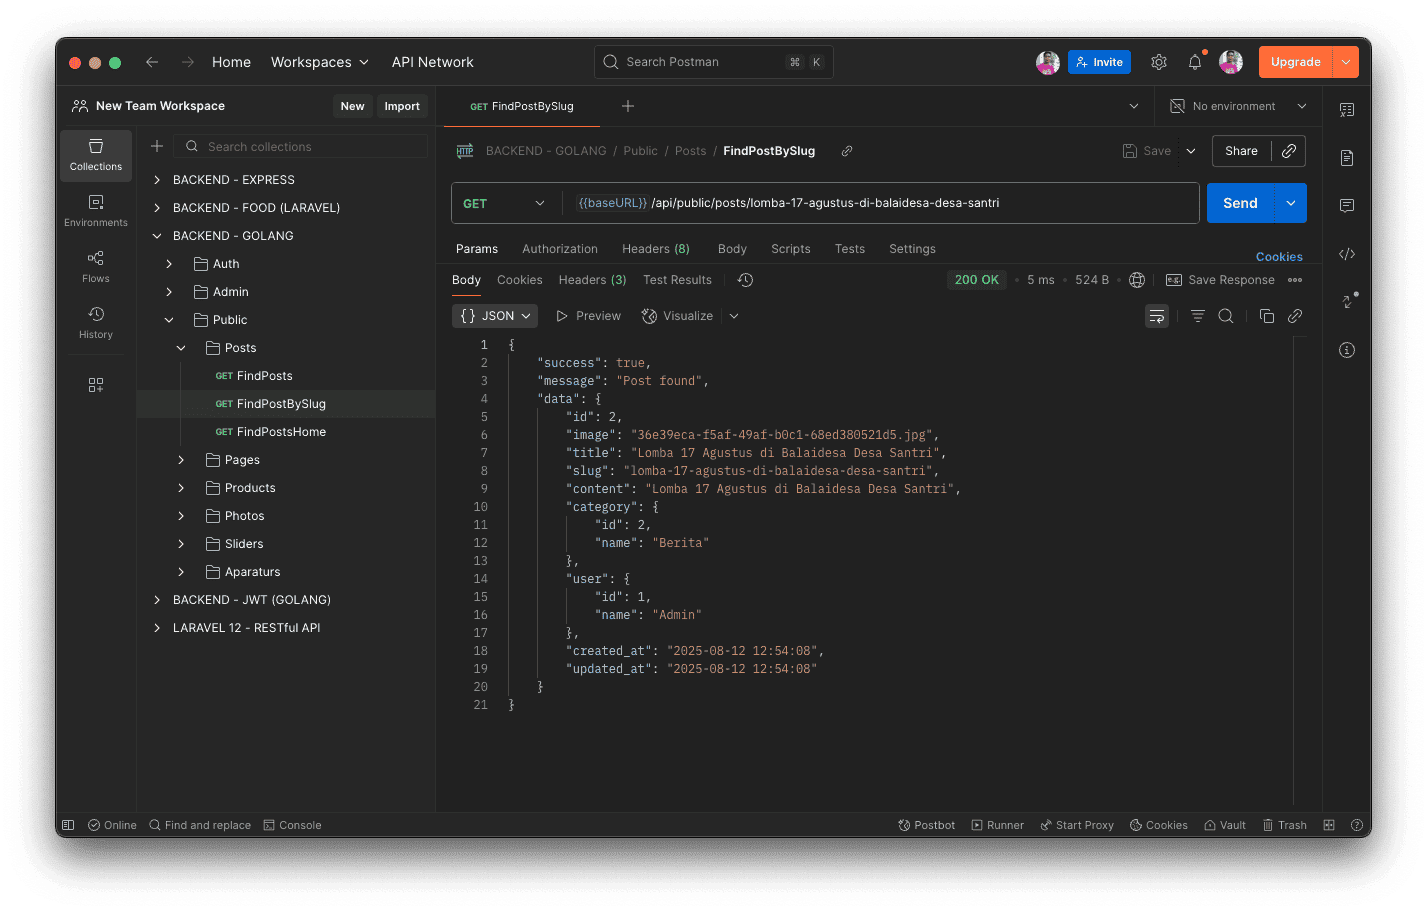 Home Workspaces API Network Search Postman ⌘ K Invite Upgrade
New Team Workspace New Import
GET FindPostBySlug
No environment
Collections
Environments
Flows
History
Search collections
BACKEND - EXPRESS
BACKEND - FOOD (LARAVEL)
BACKEND - GOLANG
Auth
Admin
Public
Posts
GET FindPosts
GET FindPostBySlug
GET FindPostsHome
Pages
Products
Photos
Sliders
Aparaturs
BACKEND - JWT (GOLANG)
LARAVEL 12 - RESTful API
HTTP BACKEND - GOLANG / Public / Posts / FindPostBySlug Save Share
GET {{baseURL}} /api/public/posts/lomba-17-agustus-di-balaidesa-desa-santri Send
Params Authorization Headers (8) Body Scripts Tests Settings Cookies
Body Cookies Headers (3) Test Results 200 OK • 5 ms • 524 B e.g. Save Response
{} JSON Preview Visualize
1 {
2 "success": true,
3 "message": "Post found",
4 "data": {
5 "id": 2,
6 "image": "36e39eca-f5af-49af-b0c1-68ed380521d5.jpg",
7 "title": "Lomba 17 Agustus di Balaidesa Desa Santri",
8 "slug": "lomba-17-agustus-di-balaidesa-desa-santri",
9 "content": "Lomba 17 Agustus di Balaidesa Desa Santri",
10 "category": {
11 "id": 2,
12 "name": "Berita"
13 },
14 "user": {
15 "id": 1,
16 "name": "Admin"
17 },
18 "created_at": "2025-08-12 12:54:08",
19 "updated_at": "2025-08-12 12:54:08"
20 }
21 }
Online Find and replace Console Postbot Runner Start Proxy Cookies Vault Trash